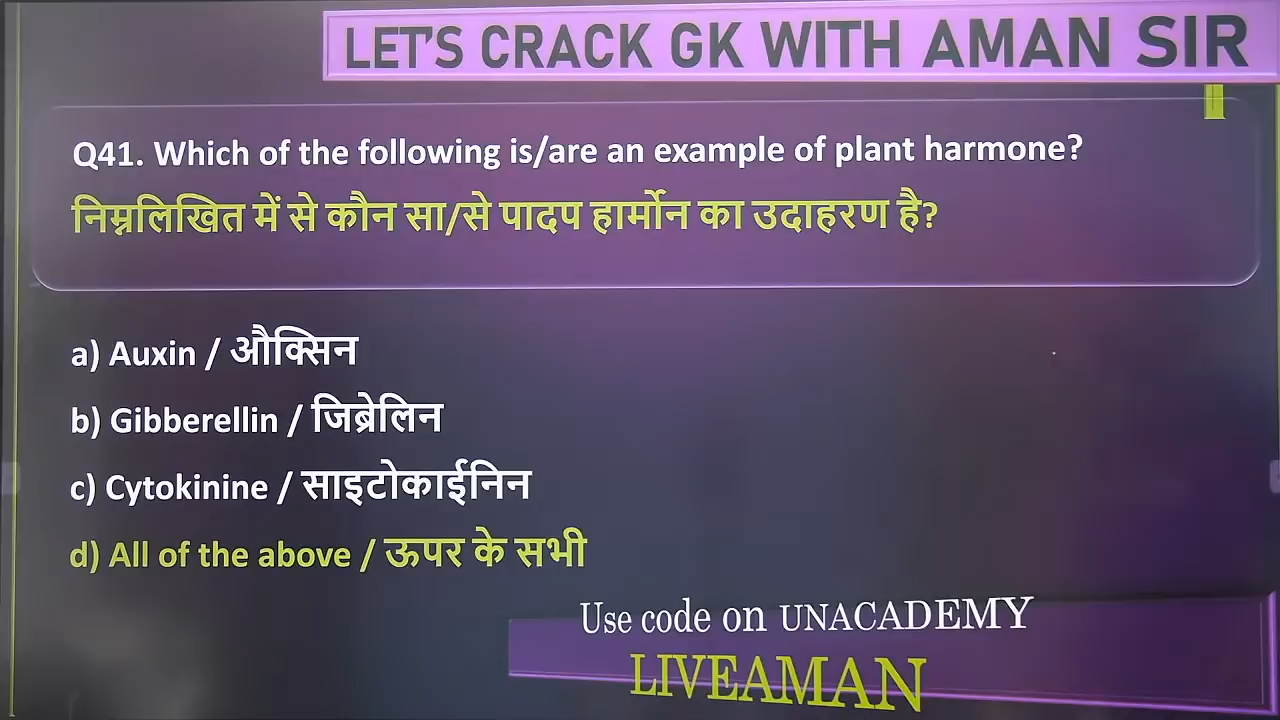 LET'S CRACK GK WITH AMAN SIR
Q41. Which of the following is/are an example of plant harmone?
निम्नलिखित में से कौन सा/से पादप हार्मोन का उदाहरण है?
a) Auxin / औक्सिन
b) Gibberellin / जिब्रेलिन
c) Cytokinine / साइटोकाईनिन
d) All of the above / ऊपर के सभी
Use code on UNACADEMY
LIVEAMAN